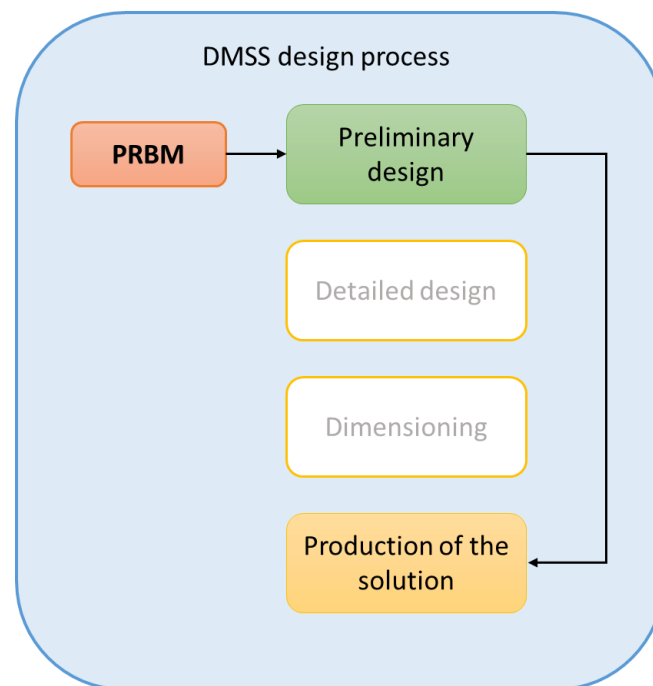 DMSS design process
PRBM
Preliminary
design
Detailed design
Dimensioning
Production of the
solution